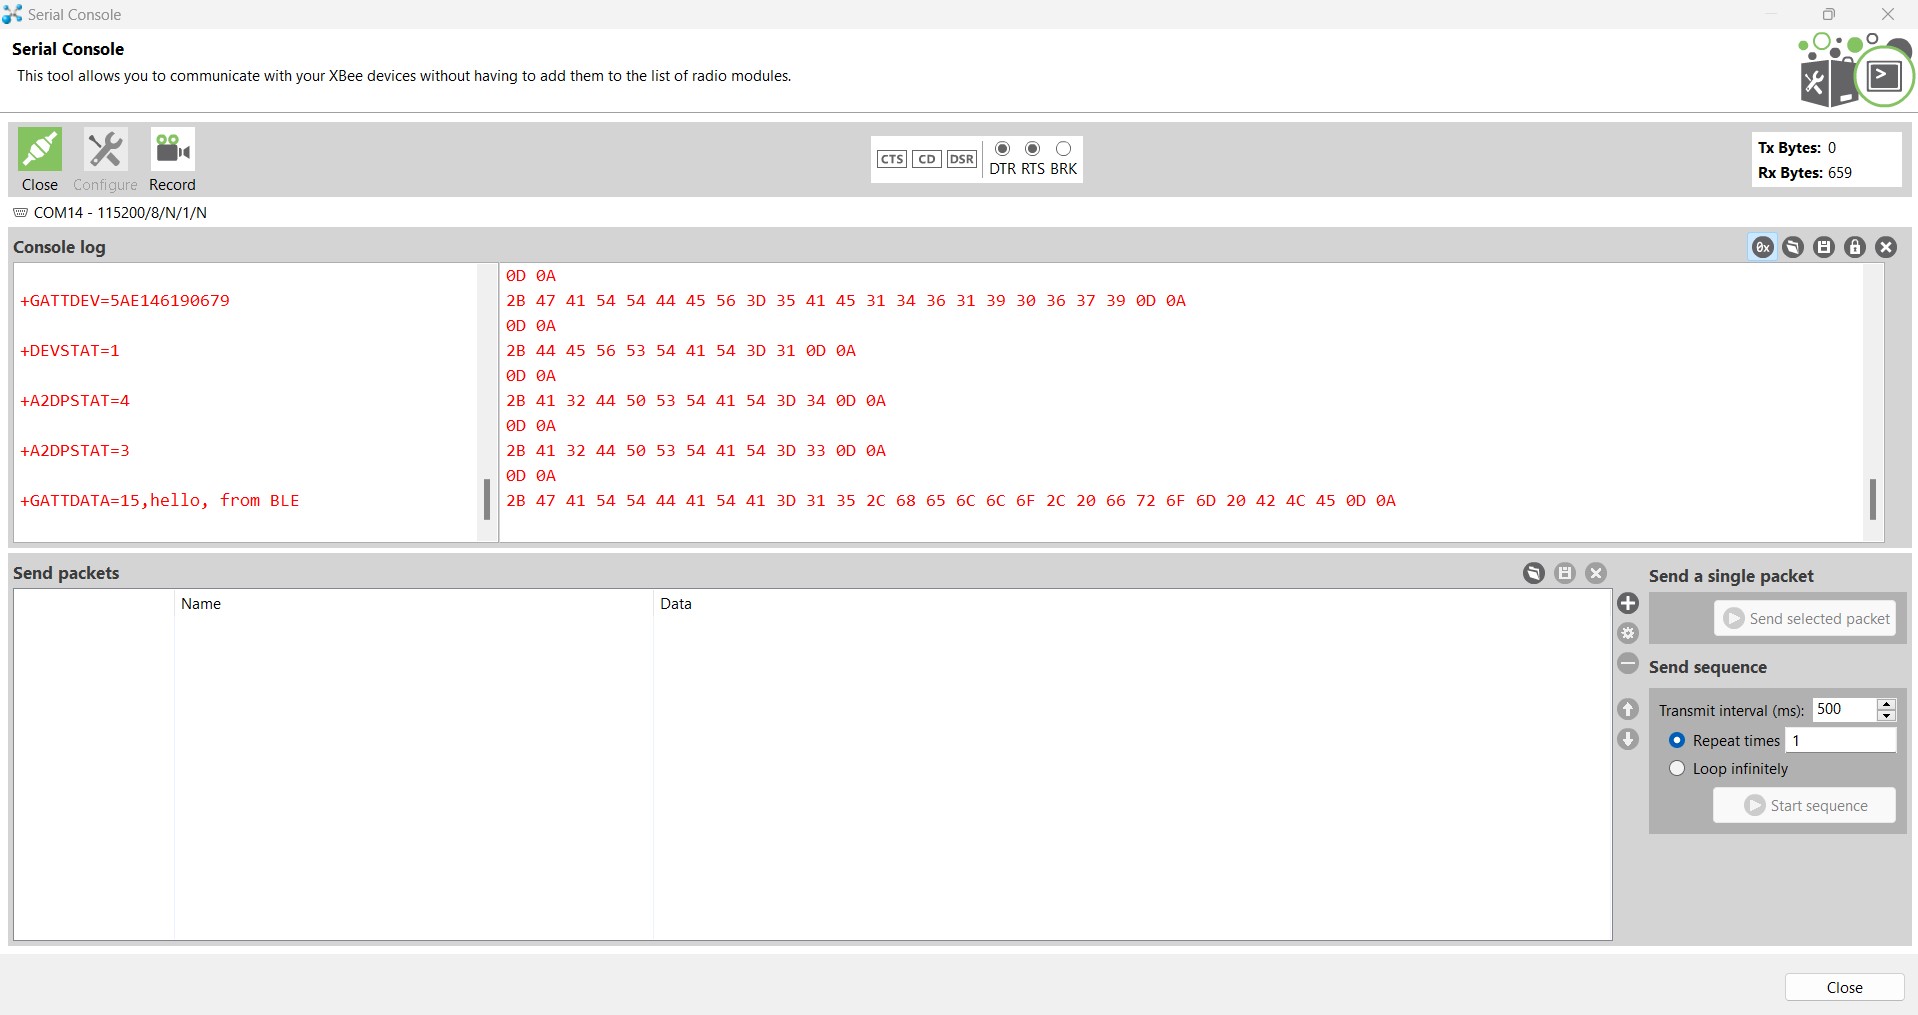 Serial Console
Serial Console
This tool allows you to communicate with your XBee devices without having to add them to the list of radio modules.
Close Configure Record
CTS CD DSR DTR RTS BRK
Tx Bytes: 0
Rx Bytes: 659
COM14 - 115200/8/N/1/N
Console log
0x
0D 0A
+GATTDEV=5AE146190679
2B 47 41 54 54 44 45 56 3D 35 41 45 31 34 36 31 39 30 36 37 39 0D 0A
0D 0A
+DEVSTAT=1
2B 44 45 56 53 54 41 54 3D 31 0D 0A
0D 0A
+A2DPSTAT=4
2B 41 32 44 50 53 54 41 54 3D 34 0D 0A
0D 0A
+A2DPSTAT=3
2B 41 32 44 50 53 54 41 54 3D 33 0D 0A
0D 0A
+GATTDATA=15,hello, from BLE
2B 47 41 54 54 44 41 54 41 3D 31 35 2C 68 65 6C 6C 6F 2C 20 66 72 6F 6D 20 42 4C 45 0D 0A
Send packets
Name Data
Send a single packet
Send selected packet
Send sequence
Transmit interval (ms): 500
Repeat times 1
Loop infinitely
Start sequence
Close